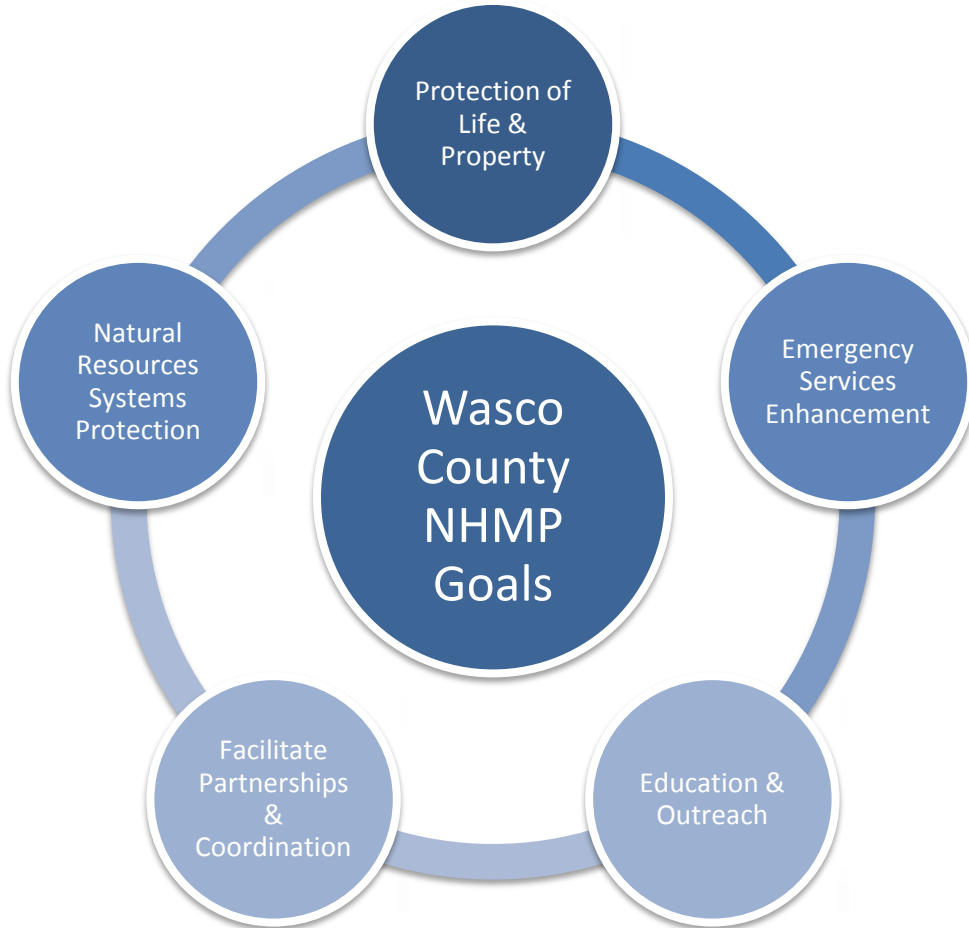 Protection of
Life &
Property
Emergency
Services
Enhancement
Education &
Outreach
Facilitate
Partnerships
&
Coordination
Natural
Resources
Systems
Protection
Wasco
County
NHMP
Goals